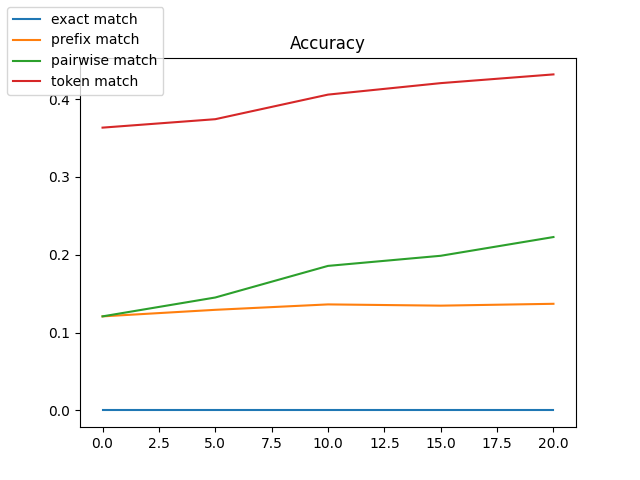 exact match
prefix match
pairwise match
token match
Accuracy
0.4
0.3
0.2
0.1
0.0
0.0 2.5 5.0 7.5 10.0 12.5 15.0 17.5 20.0